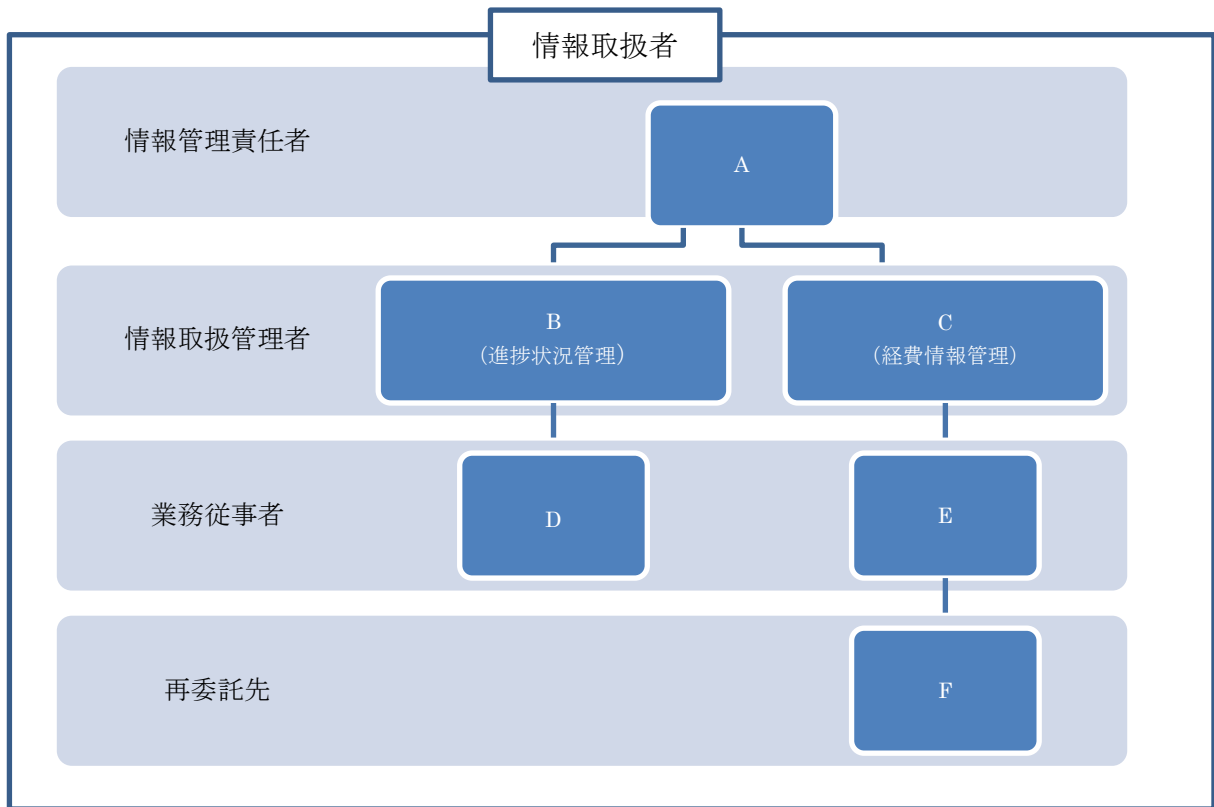 情報取扱者
情報管理責任者
A
情報取扱管理者
B
（進捗状況管理）
C
（経費情報管理）
業務従事者
D
E
再委託先
F